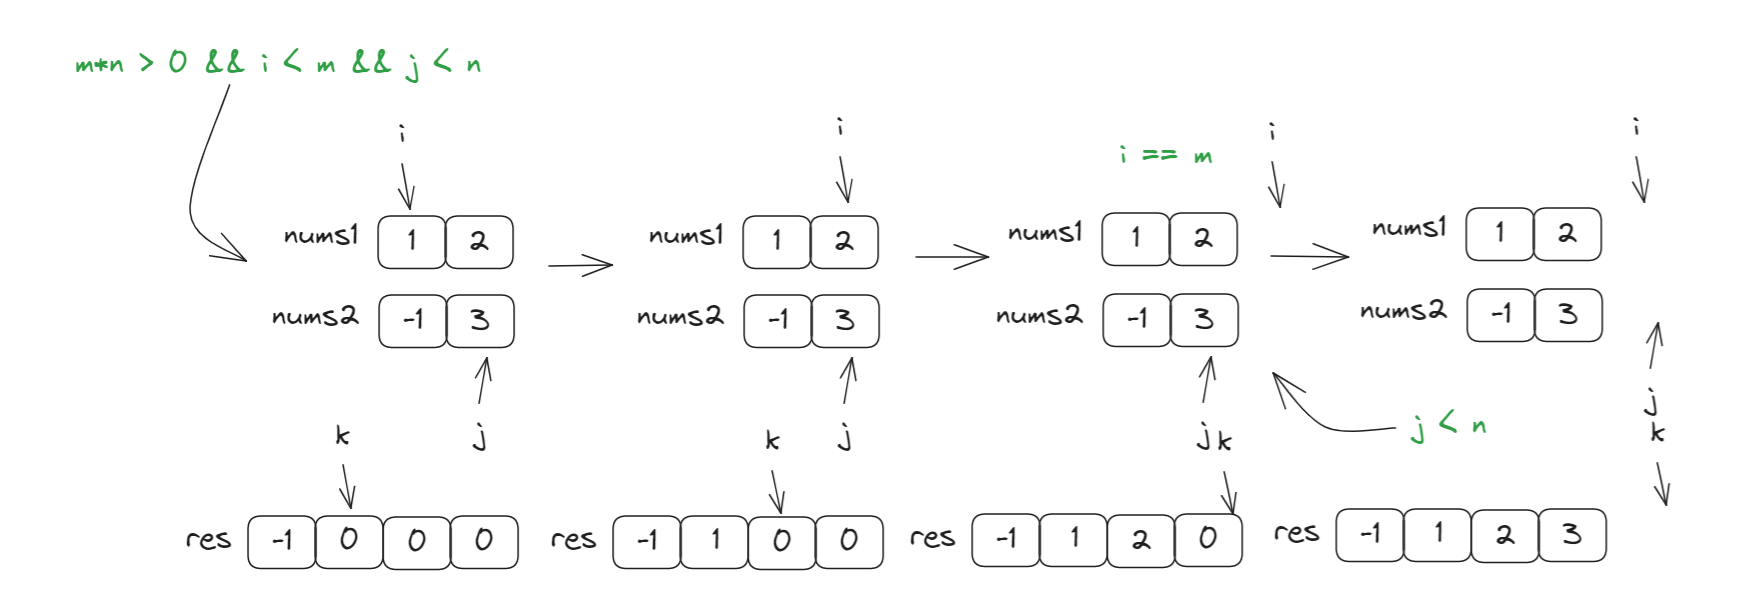 m*n > 0 && i < m && j < n
i
nums1 1 2
nums2 -1 3
k j
res -1 0 0 0
i
nums1 1 2
nums2 -1 3
k j
res -1 1 0 0
i == m
i
nums1 1 2
nums2 -1 3
j k
j < n
res -1 1 2 0
i
nums1 1 2
nums2 -1 3
j
k
res -1 1 2 3